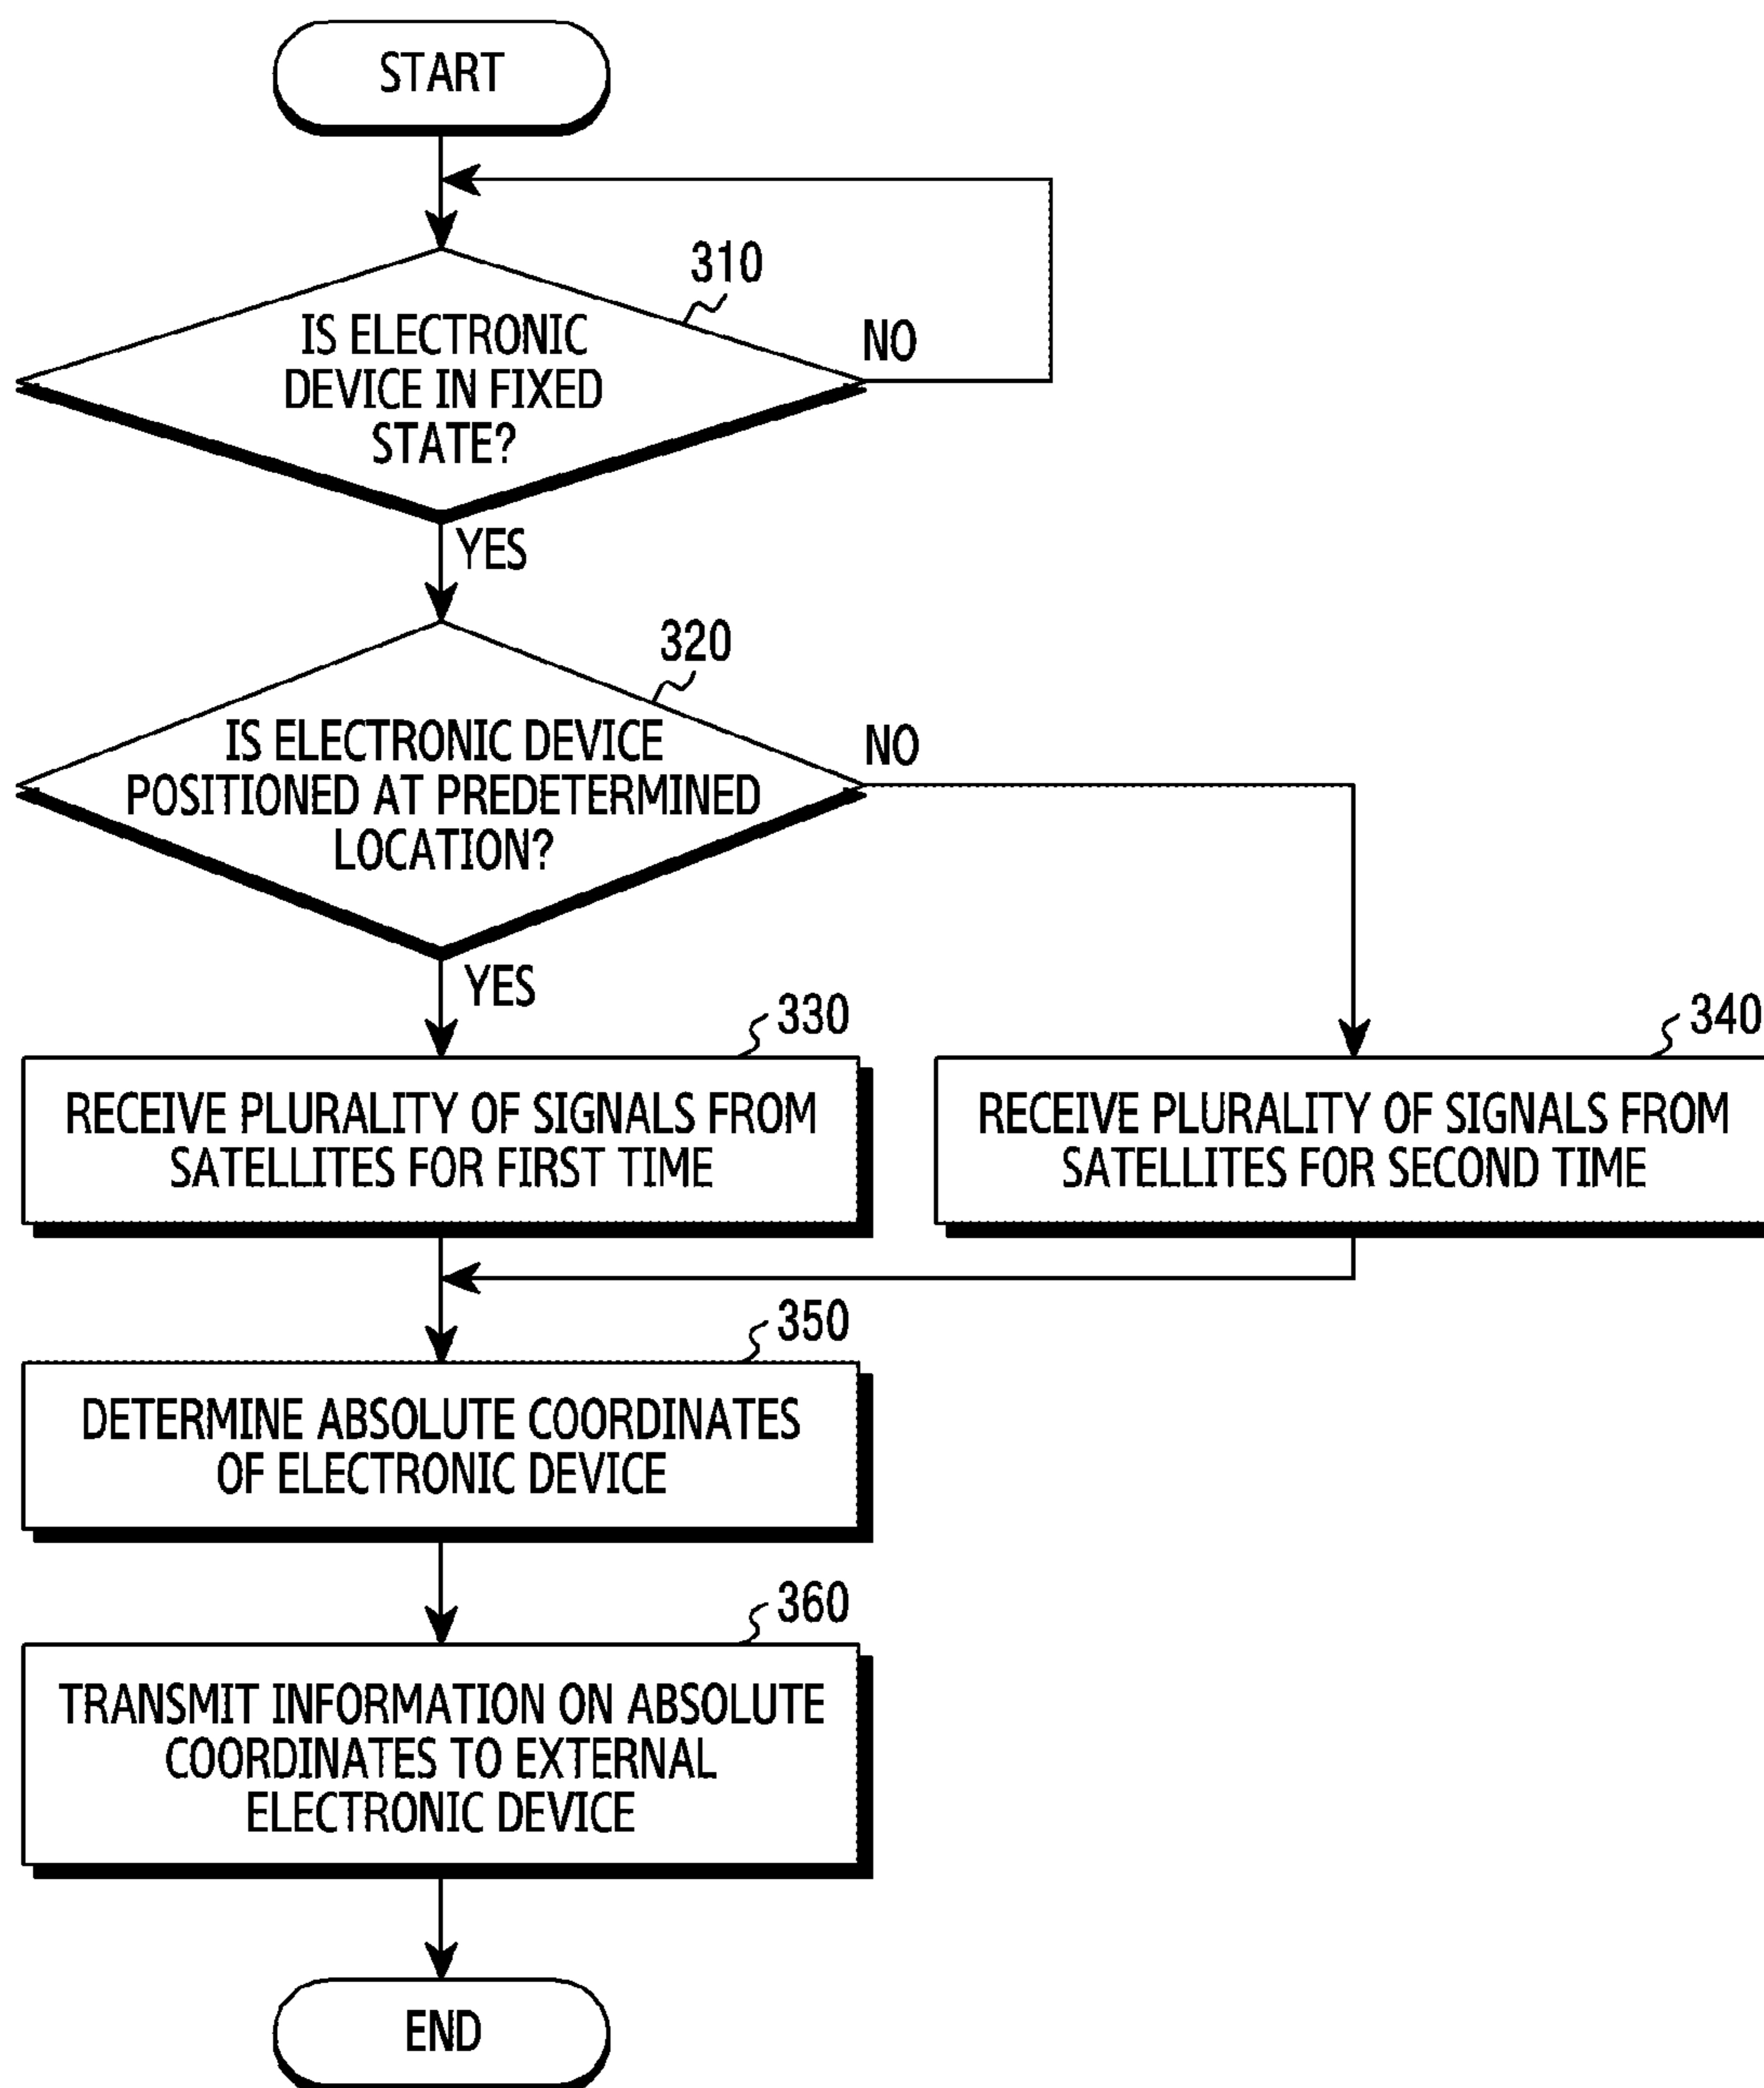 START
310
IS ELECTRONIC
DEVICE IN FIXED
STATE?
NO
YES
320
IS ELECTRONIC DEVICE
POSITIONED AT PREDETERMINED
LOCATION?
NO
YES
330
RECEIVE PLURALITY OF SIGNALS FROM
SATELLITES FOR FIRST TIME
340
RECEIVE PLURALITY OF SIGNALS FROM
SATELLITES FOR SECOND TIME
350
DETERMINE ABSOLUTE COORDINATES
OF ELECTRONIC DEVICE
360
TRANSMIT INFORMATION ON ABSOLUTE
COORDINATES TO EXTERNAL
ELECTRONIC DEVICE
END